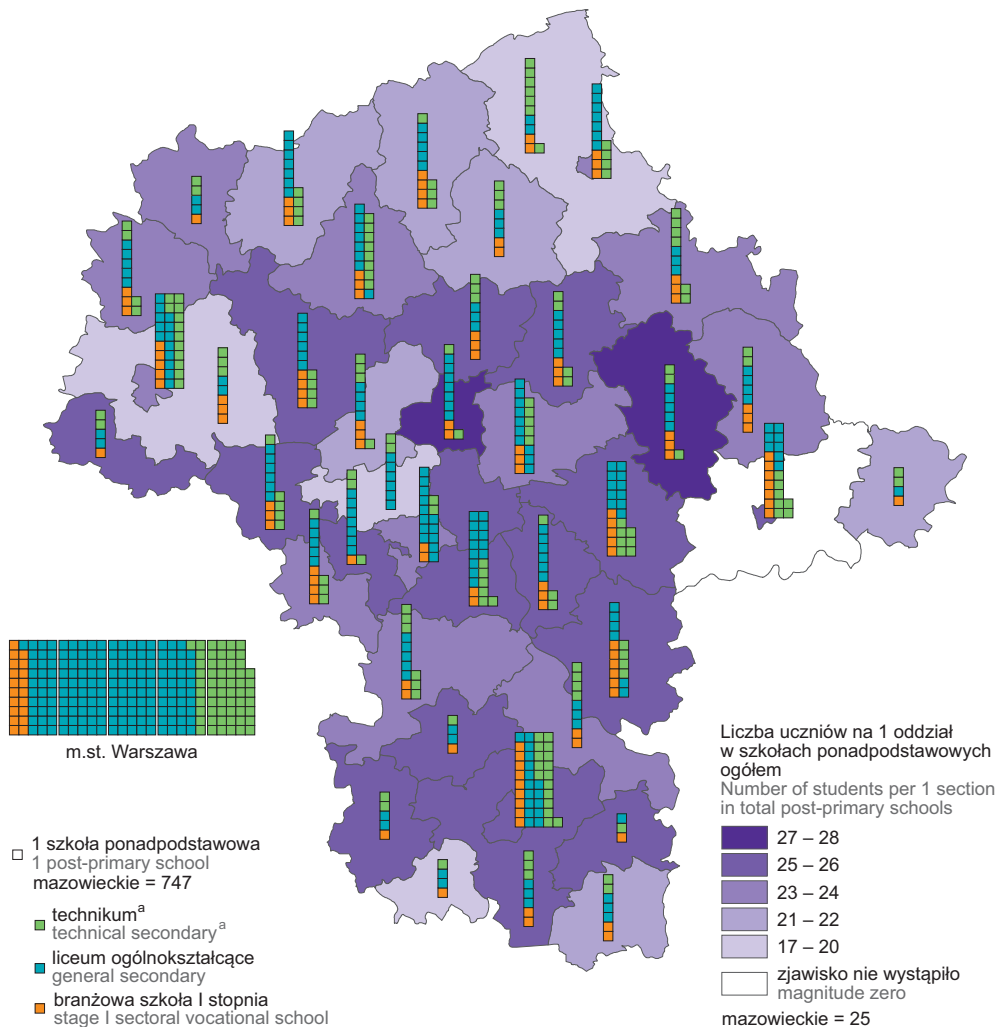 m.st. Warszawa
1 szkoła ponadpodstawowa
1 post-primary school
mazowieckie = 747
technikumᵃ
technical secondaryᵃ
liceum ogólnokształcące
general secondary
branżowa szkoła I stopnia
stage I sectoral vocational school
Liczba uczniów na 1 oddział
w szkołach ponadpodstawowych
ogółem
Number of students per 1 section
in total post-primary schools
27 – 28
25 – 26
23 – 24
21 – 22
17 – 20
zjawisko nie wystąpiło
magnitude zero
mazowieckie = 25